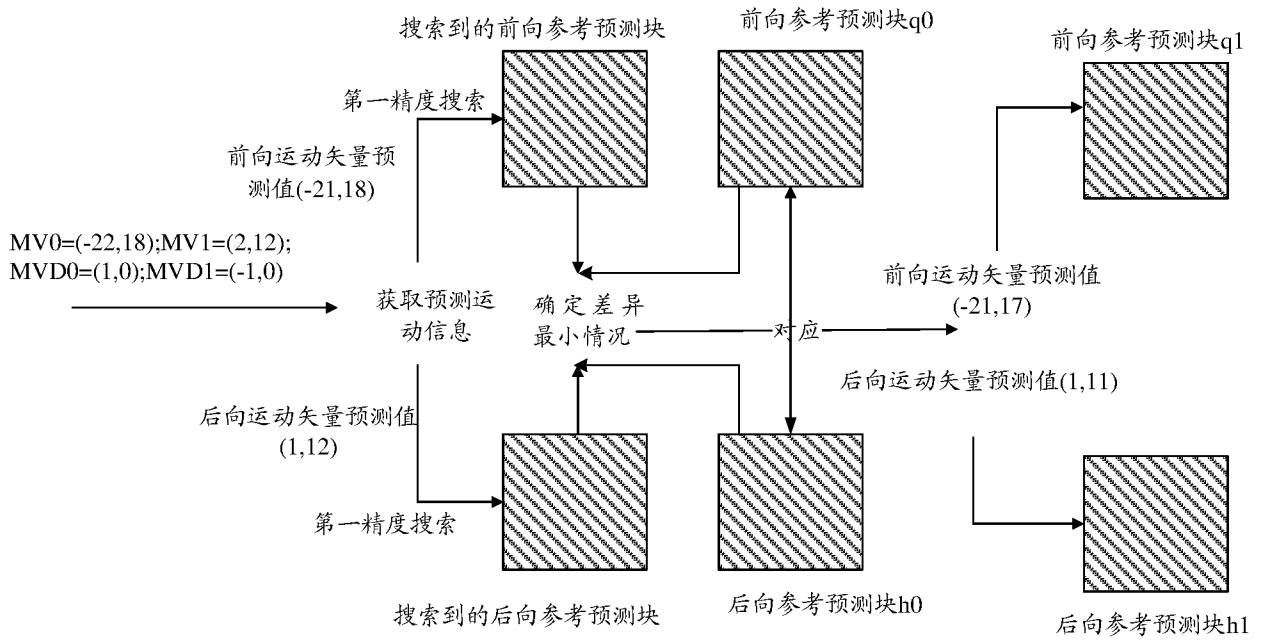 搜索到的前向参考预测块
前向参考预测块q0
前向参考预测块q1
第一精度搜索
前向运动矢量预
测值(-21,18)
MV0=(-22,18);MV1=(2,12);
MVD0=(1,0);MVD1=(-1,0)
获取预测运
动信息
确定差异
最小情况
对应
前向运动矢量预测值
(-21,17)
后向运动矢量预测值(1,11)
后向运动矢量预测值
(1,12)
第一精度搜索
搜索到的后向参考预测块
后向参考预测块h0
后向参考预测块h1